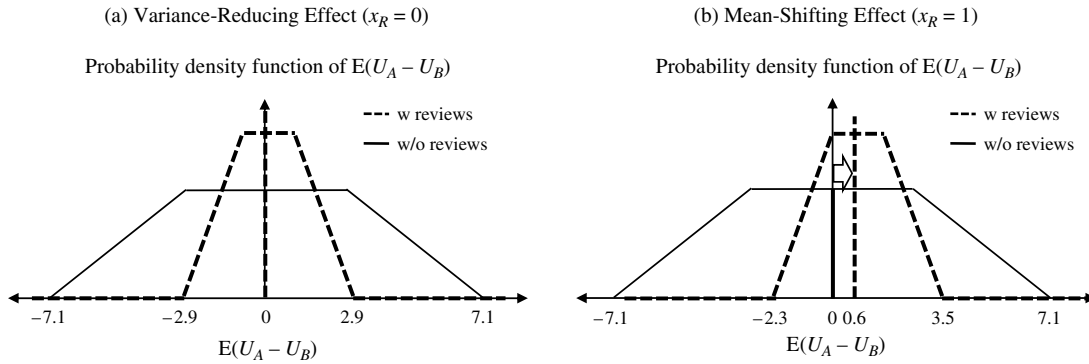 (a) Variance-Reducing Effect (x_R = 0)
Probability density function of E(U_A – U_B)
w reviews
w/o reviews
–7.1 –2.9 0 2.9 7.1
E(U_A – U_B)
(b) Mean-Shifting Effect (x_R = 1)
Probability density function of E(U_A – U_B)
w reviews
w/o reviews
–7.1 –2.3 0 0.6 3.5 7.1
E(U_A – U_B)